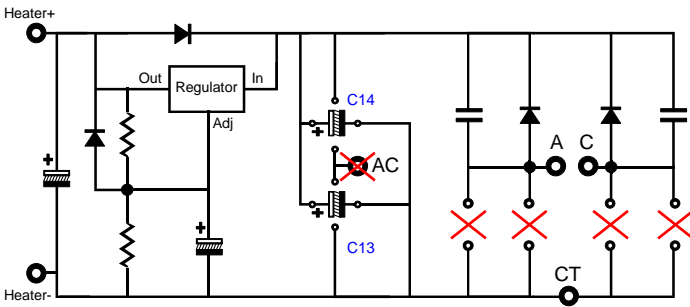 Heater+
Out
Regulator
In
Adj
C14
A
C
AC
C13
CT
Heater-
+
+
+
+